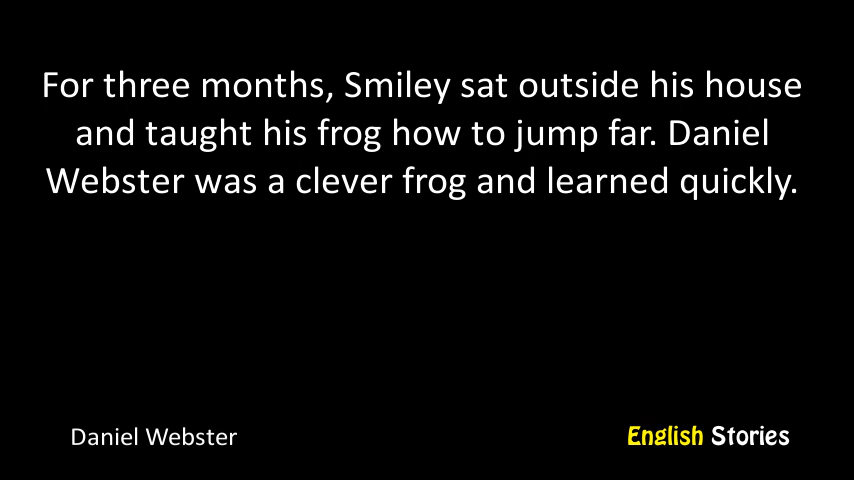 For three months, Smiley sat outside his house
and taught his frog how to jump far. Daniel
Webster was a clever frog and learned quickly.
Daniel Webster
English Stories